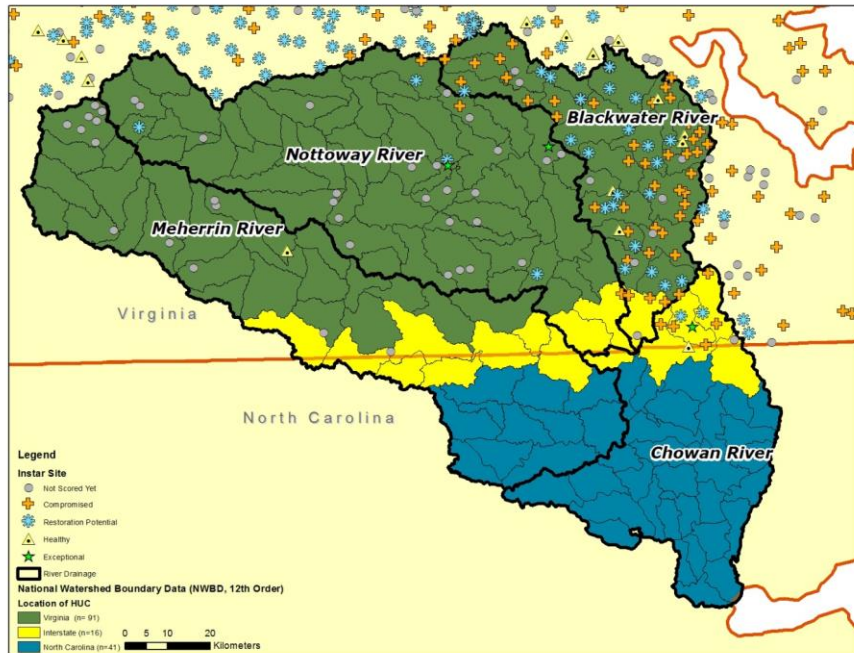 Blackwater River
Nottoway River
Meherrin River
Virginia
North Carolina
Chowan River
Legend
Instar Site
Not Scored Yet
Compromised
Restoration Potential
Healthy
Exceptional
River Drainage
National Watershed Boundary Data (NWBD, 12th Order)
Location of HUC
Virginia (n= 91)
Interstate (n=16)
North Carolina (n=41)
0 5 10 20
Kilometers